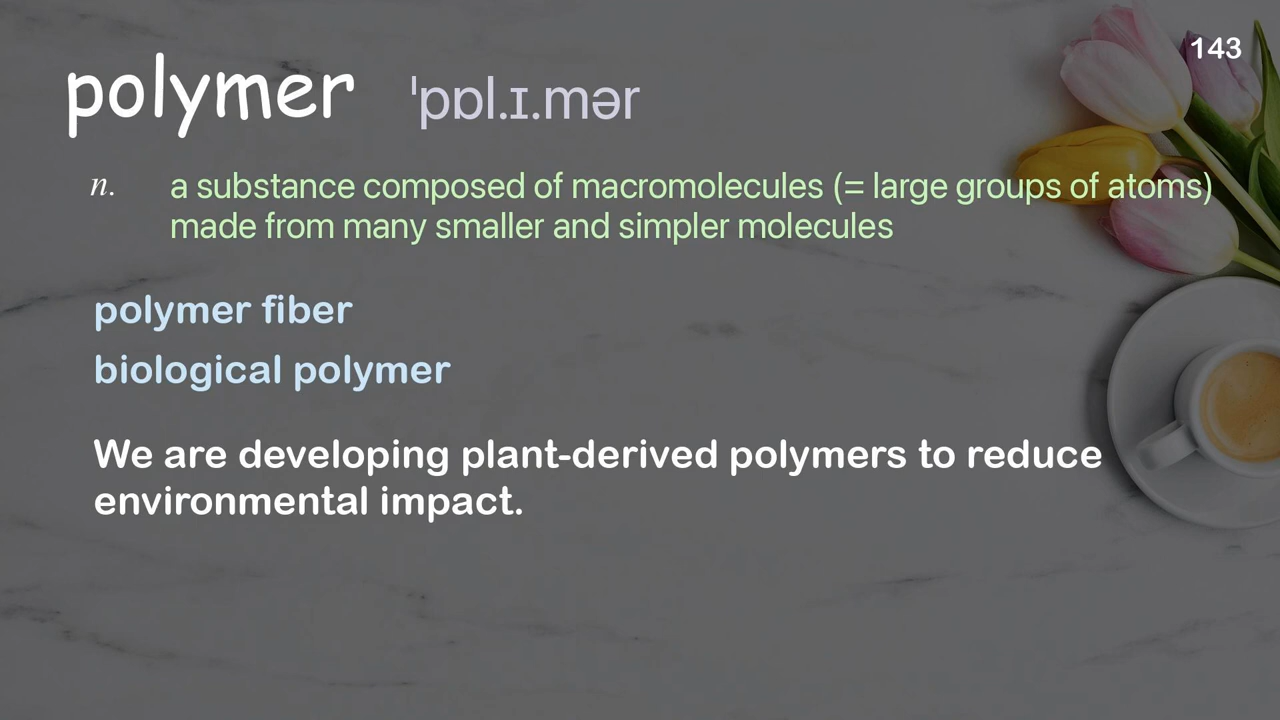 143
polymer ˈpɒl.ɪ.mər
n. a substance composed of macromolecules (= large groups of atoms)
made from many smaller and simpler molecules
polymer fiber
biological polymer
We are developing plant-derived polymers to reduce
environmental impact.